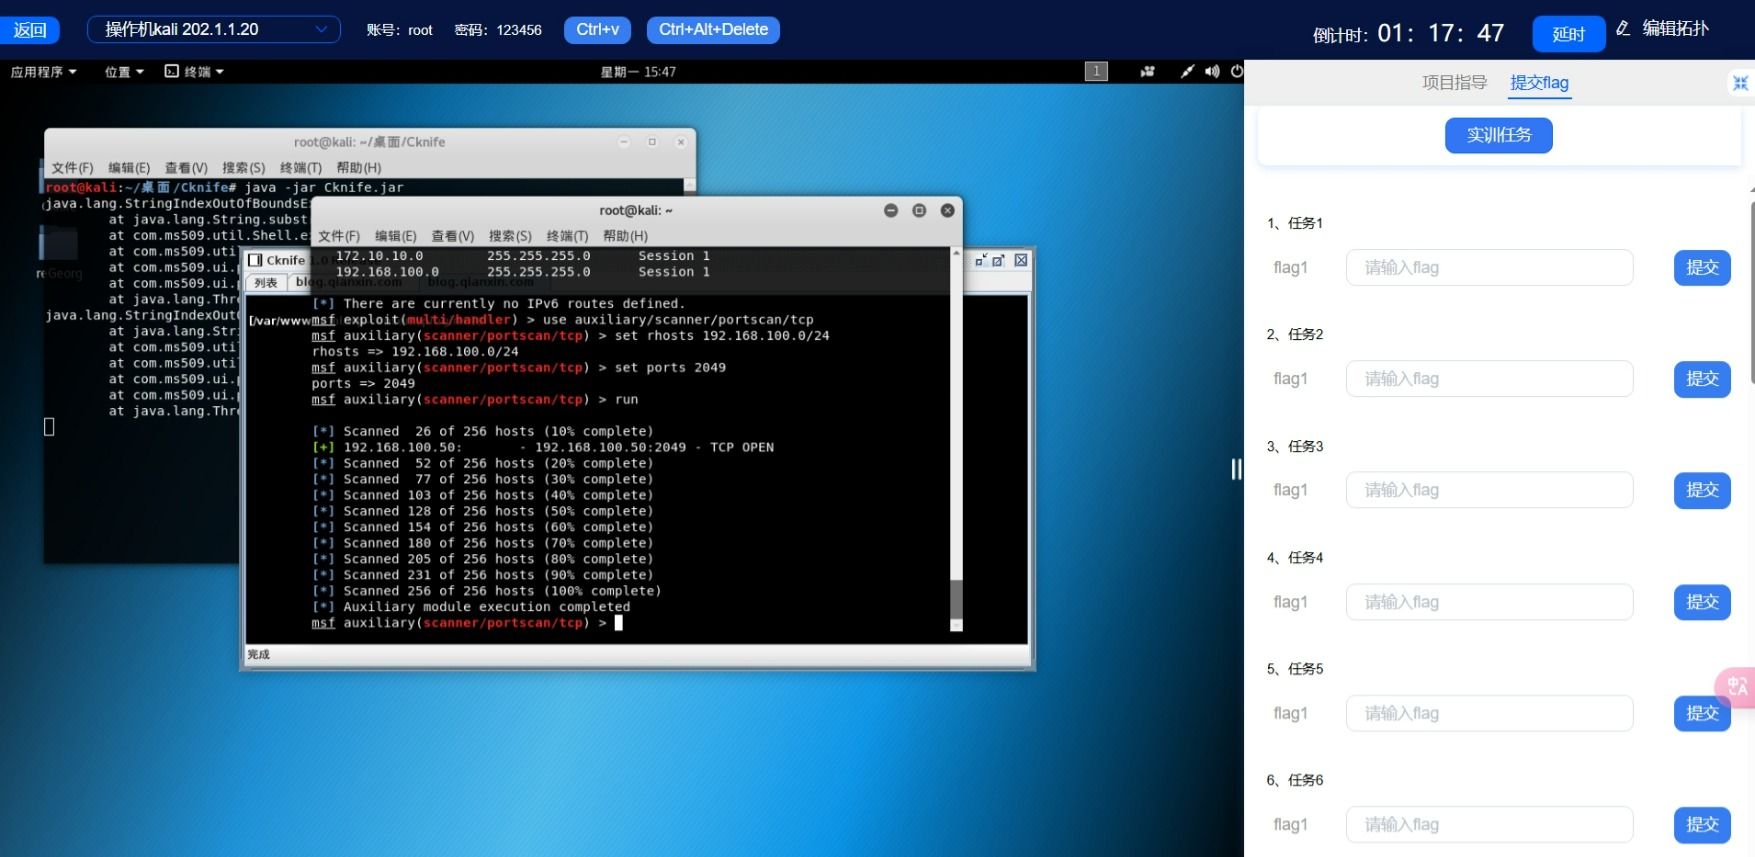 返回
操作机kali 202.1.1.20
账号：root
密码：123456
Ctrl+v
Ctrl+Alt+Delete
倒计时：01：17：47
延时
编辑拓扑
应用程序
位置
终端
星期一 15:47
1
root@kali: ~/桌面/Cknife
文件(F) 编辑(E) 查看(V) 搜索(S) 终端(T) 帮助(H)
root@kali:~/桌面/Cknife# java -jar Cknife.jar
java.lang.StringIndexOutOfBoundsE
at java.lang.String.subst
at com.ms509.util.Shell.e
at com.ms509.uti
at com.ms509.ui.
at com.ms509.ui.
at java.lang.Thr
java.lang.StringIndexOut
at java.lang.Str
at com.ms509.uti
at com.ms509.uti
at com.ms509.ui.
at com.ms509.ui.
at java.lang.Thr
reGeorg
Cknife 1.0 Release
列表
blog.qianxin.com
blog.qianxin.com
[/var/www
完成
root@kali: ~
文件(F) 编辑(E) 查看(V) 搜索(S) 终端(T) 帮助(H)
172.10.10.0 255.255.255.0 Session 1
192.168.100.0 255.255.255.0 Session 1
[*] There are currently no IPv6 routes defined.
msf exploit(multi/handler) > use auxiliary/scanner/portscan/tcp
msf auxiliary(scanner/portscan/tcp) > set rhosts 192.168.100.0/24
rhosts => 192.168.100.0/24
msf auxiliary(scanner/portscan/tcp) > set ports 2049
ports => 2049
msf auxiliary(scanner/portscan/tcp) > run
[*] Scanned  26 of 256 hosts (10% complete)
[+] 192.168.100.50: - 192.168.100.50:2049 - TCP OPEN
[*] Scanned  52 of 256 hosts (20% complete)
[*] Scanned  77 of 256 hosts (30% complete)
[*] Scanned 103 of 256 hosts (40% complete)
[*] Scanned 128 of 256 hosts (50% complete)
[*] Scanned 154 of 256 hosts (60% complete)
[*] Scanned 180 of 256 hosts (70% complete)
[*] Scanned 205 of 256 hosts (80% complete)
[*] Scanned 231 of 256 hosts (90% complete)
[*] Scanned 256 of 256 hosts (100% complete)
[*] Auxiliary module execution completed
msf auxiliary(scanner/portscan/tcp) >
项目指导
提交flag
实训任务
1、任务1
flag1 请输入flag 提交
2、任务2
flag1 请输入flag 提交
3、任务3
flag1 请输入flag 提交
4、任务4
flag1 请输入flag 提交
5、任务5
flag1 请输入flag 提交
6、任务6
flag1 请输入flag 提交